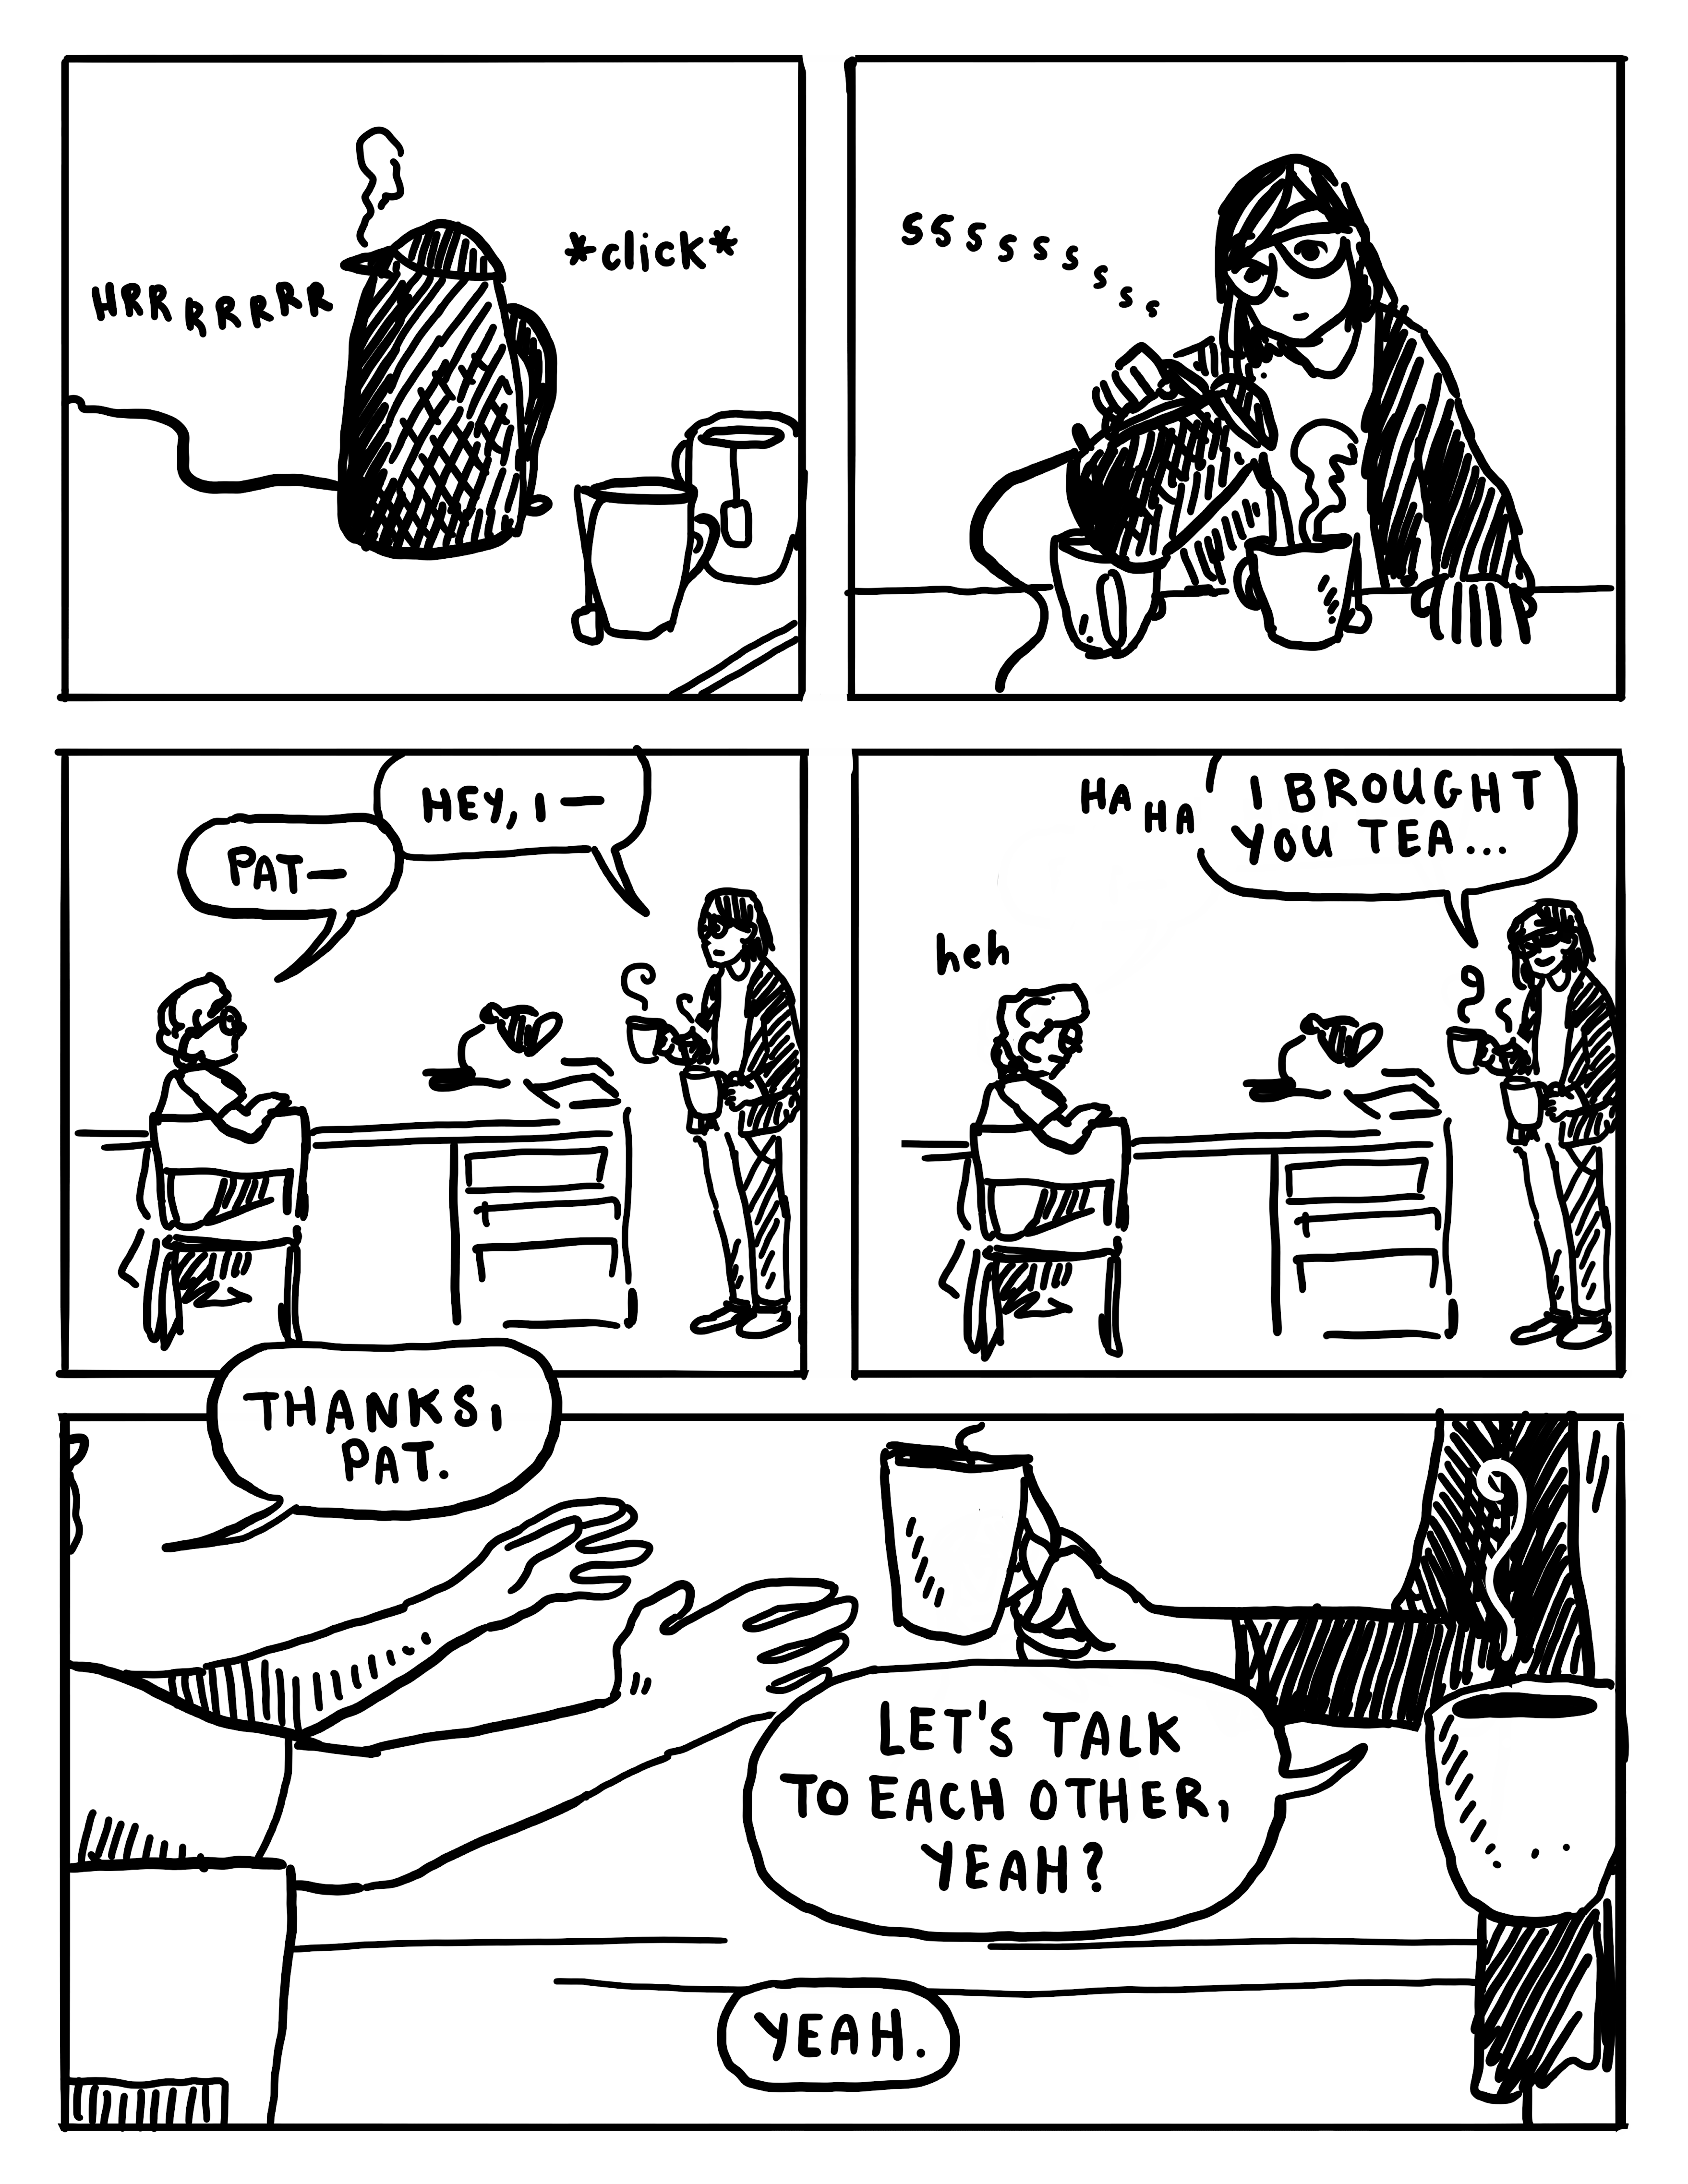 HRRRRRRR
*click*
sssssssss
HEY, I —
PAT—
HA HA
I BROUGHT
YOU TEA...
heh
THANKS,
PAT.
LET'S TALK
TO EACH OTHER,
YEAH?
YEAH.